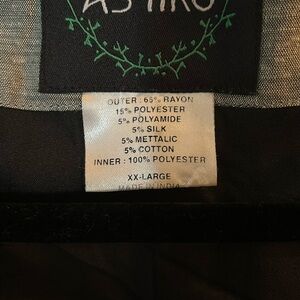 OUTER : 65% RAYON
15% POLYESTER
5% POLYAMIDE
5% SILK
5% METTALIC
5% COTTON
INNER : 100% POLYESTER
XX-LARGE
MADE IN INDIA